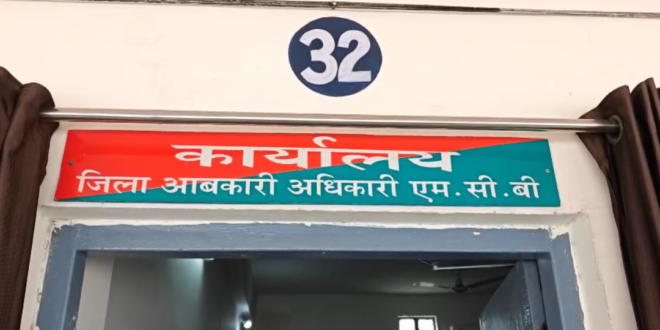 32
कार्यालय
जिला आबकारी अधिकारी एम.सी.बी